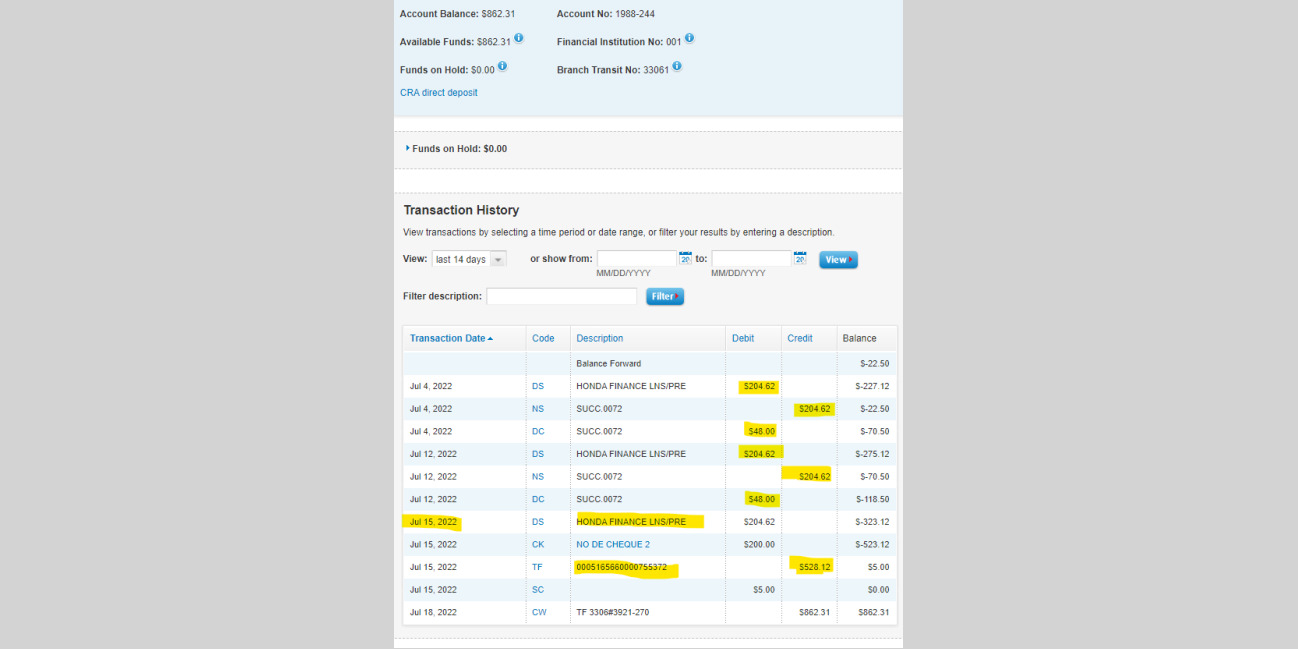 Account Balance: $862.31 Account No: 1988-244
Available Funds: $862.31 Financial Institution No: 001
Funds on Hold: $0.00 Branch Transit No: 33061
CRA direct deposit
Funds on Hold: $0.00
Transaction History
View transactions by selecting a time period or date range, or filter your results by entering a description.
View: last 14 days or show from: 20 to: 20 View
MM/DD/YYYY MM/DD/YYYY
Filter description: Filter
Transaction Date Code Description Debit Credit Balance
Balance Forward $-22.50
Jul 4, 2022 DS HONDA FINANCE LNS/PRE $204.62 $-227.12
Jul 4, 2022 NS SUCC.0072 $204.62 $-22.50
Jul 4, 2022 DC SUCC.0072 $48.00 $-70.50
Jul 12, 2022 DS HONDA FINANCE LNS/PRE $204.62 $-275.12
Jul 12, 2022 NS SUCC.0072 $204.62 $-70.50
Jul 12, 2022 DC SUCC.0072 $48.00 $-118.50
Jul 15, 2022 DS HONDA FINANCE LNS/PRE $204.62 $-323.12
Jul 15, 2022 CK NO DE CHEQUE 2 $200.00 $-523.12
Jul 15, 2022 TF 0005165660000755372 $528.12 $5.00
Jul 15, 2022 SC $5.00 $0.00
Jul 18, 2022 CW TF 3306#3921-270 $862.31 $862.31